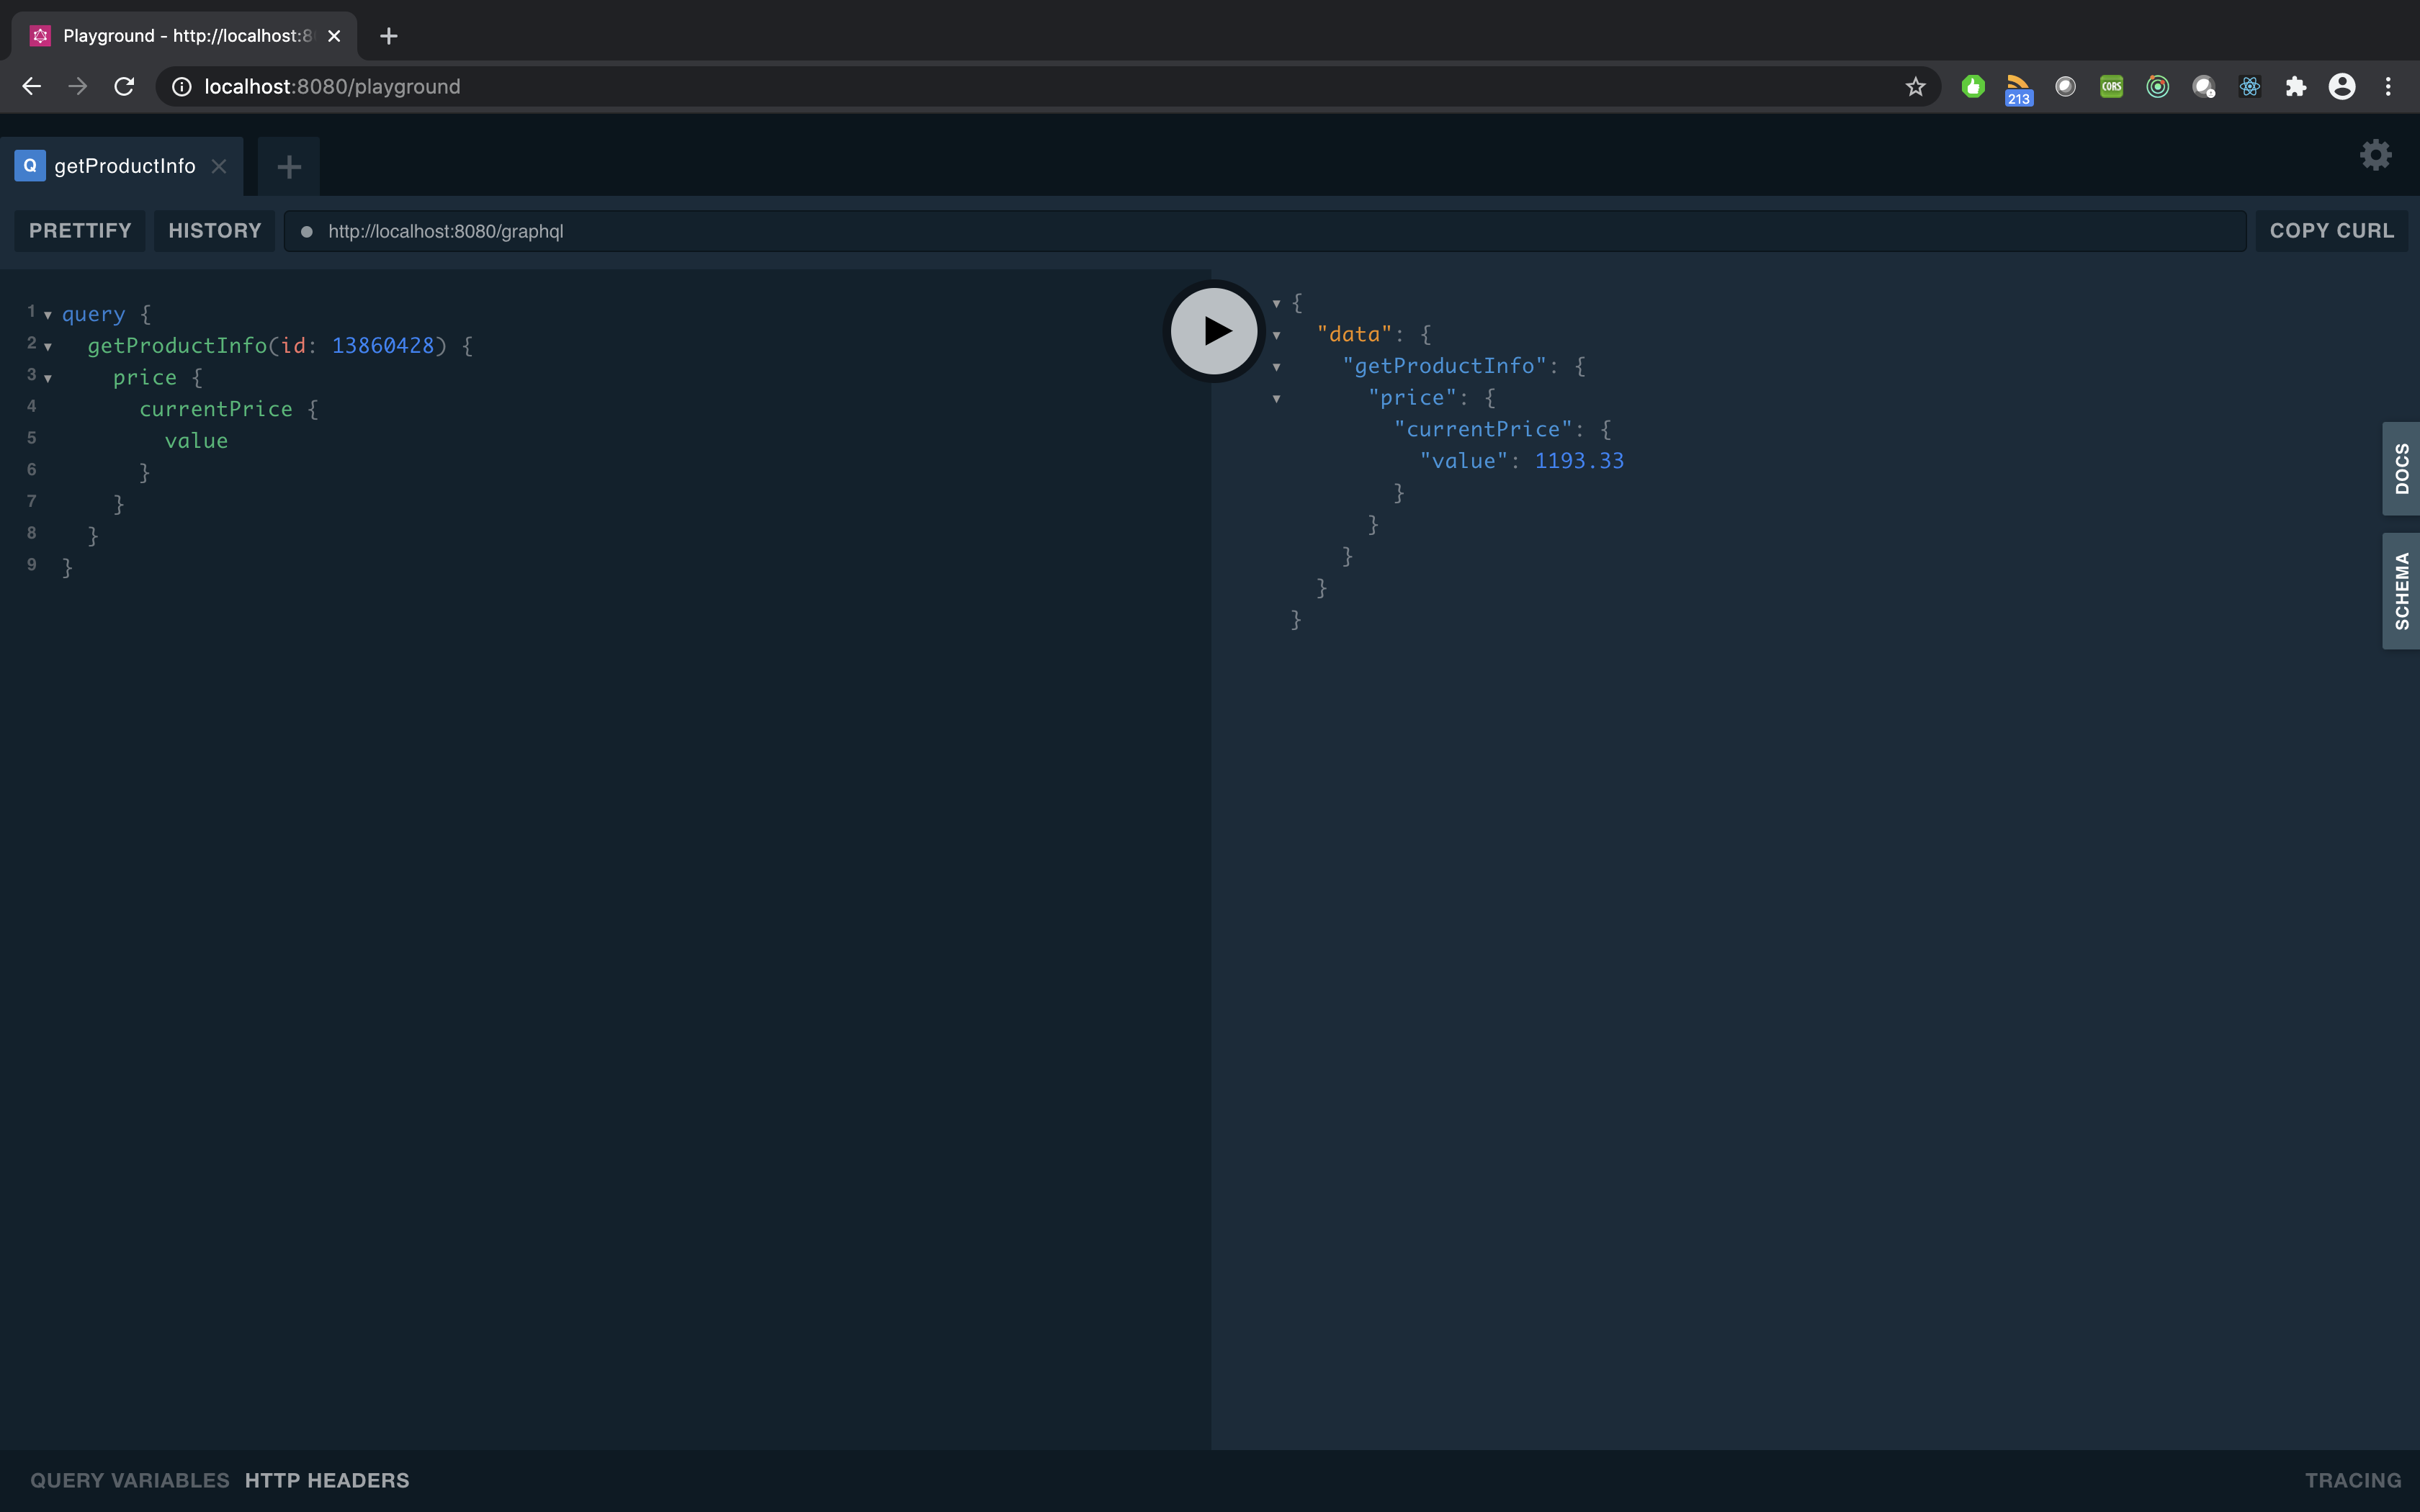 Playground - http://localhost:8
localhost:8080/playground
CORS
213
Q getProductInfo
PRETTIFY HISTORY http://localhost:8080/graphql COPY CURL
1 query {
2 getProductInfo(id: 13860428) {
3 price {
4 currentPrice {
5 value
6 }
7 }
8 }
9 }
{
"data": {
"getProductInfo": {
"price": {
"currentPrice": {
"value": 1193.33
}
}
}
}
}
DOCS
SCHEMA
QUERY VARIABLES HTTP HEADERS TRACING